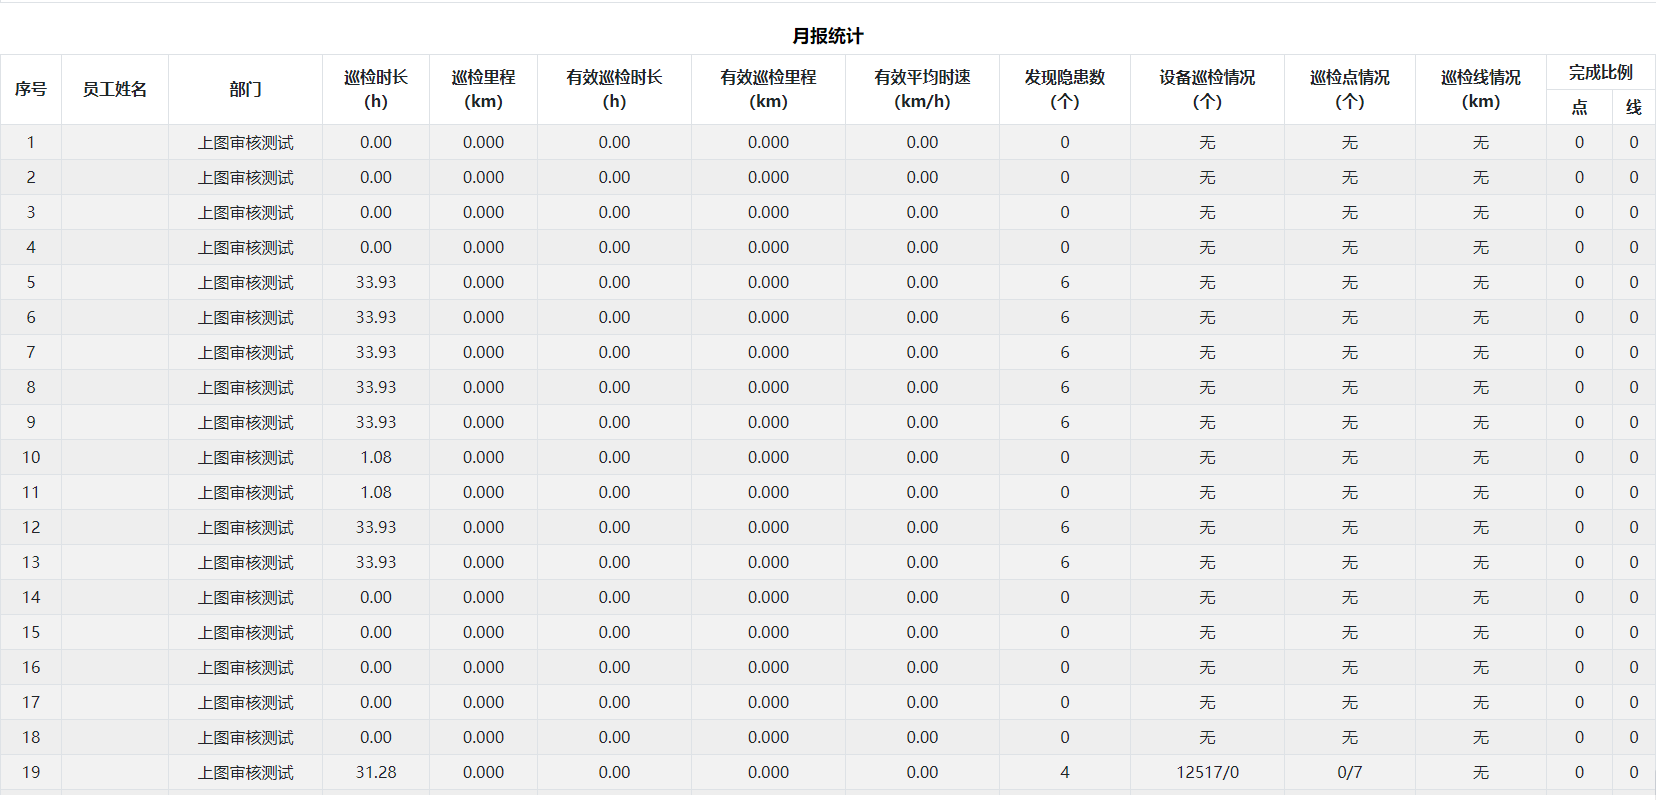 月报统计
序号 员工姓名 部门 巡检时长 (h) 巡检里程 (km) 有效巡检时长 (h) 有效巡检里程 (km) 有效平均时速 (km/h) 发现隐患数 (个) 设备巡检情况 (个) 巡检点情况 (个) 巡检线情况 (km) 完成比例
点 线
1 上图审核测试 0.00 0.000 0.00 0.000 0.00 0 无 无 无 0 0
2 上图审核测试 0.00 0.000 0.00 0.000 0.00 0 无 无 无 0 0
3 上图审核测试 0.00 0.000 0.00 0.000 0.00 0 无 无 无 0 0
4 上图审核测试 0.00 0.000 0.00 0.000 0.00 0 无 无 无 0 0
5 上图审核测试 33.93 0.000 0.00 0.000 0.00 6 无 无 无 0 0
6 上图审核测试 33.93 0.000 0.00 0.000 0.00 6 无 无 无 0 0
7 上图审核测试 33.93 0.000 0.00 0.000 0.00 6 无 无 无 0 0
8 上图审核测试 33.93 0.000 0.00 0.000 0.00 6 无 无 无 0 0
9 上图审核测试 33.93 0.000 0.00 0.000 0.00 6 无 无 无 0 0
10 上图审核测试 1.08 0.000 0.00 0.000 0.00 0 无 无 无 0 0
11 上图审核测试 1.08 0.000 0.00 0.000 0.00 0 无 无 无 0 0
12 上图审核测试 33.93 0.000 0.00 0.000 0.00 6 无 无 无 0 0
13 上图审核测试 33.93 0.000 0.00 0.000 0.00 6 无 无 无 0 0
14 上图审核测试 0.00 0.000 0.00 0.000 0.00 0 无 无 无 0 0
15 上图审核测试 0.00 0.000 0.00 0.000 0.00 0 无 无 无 0 0
16 上图审核测试 0.00 0.000 0.00 0.000 0.00 0 无 无 无 0 0
17 上图审核测试 0.00 0.000 0.00 0.000 0.00 0 无 无 无 0 0
18 上图审核测试 0.00 0.000 0.00 0.000 0.00 0 无 无 无 0 0
19 上图审核测试 31.28 0.000 0.00 0.000 0.00 4 12517/0 0/7 无 0 0